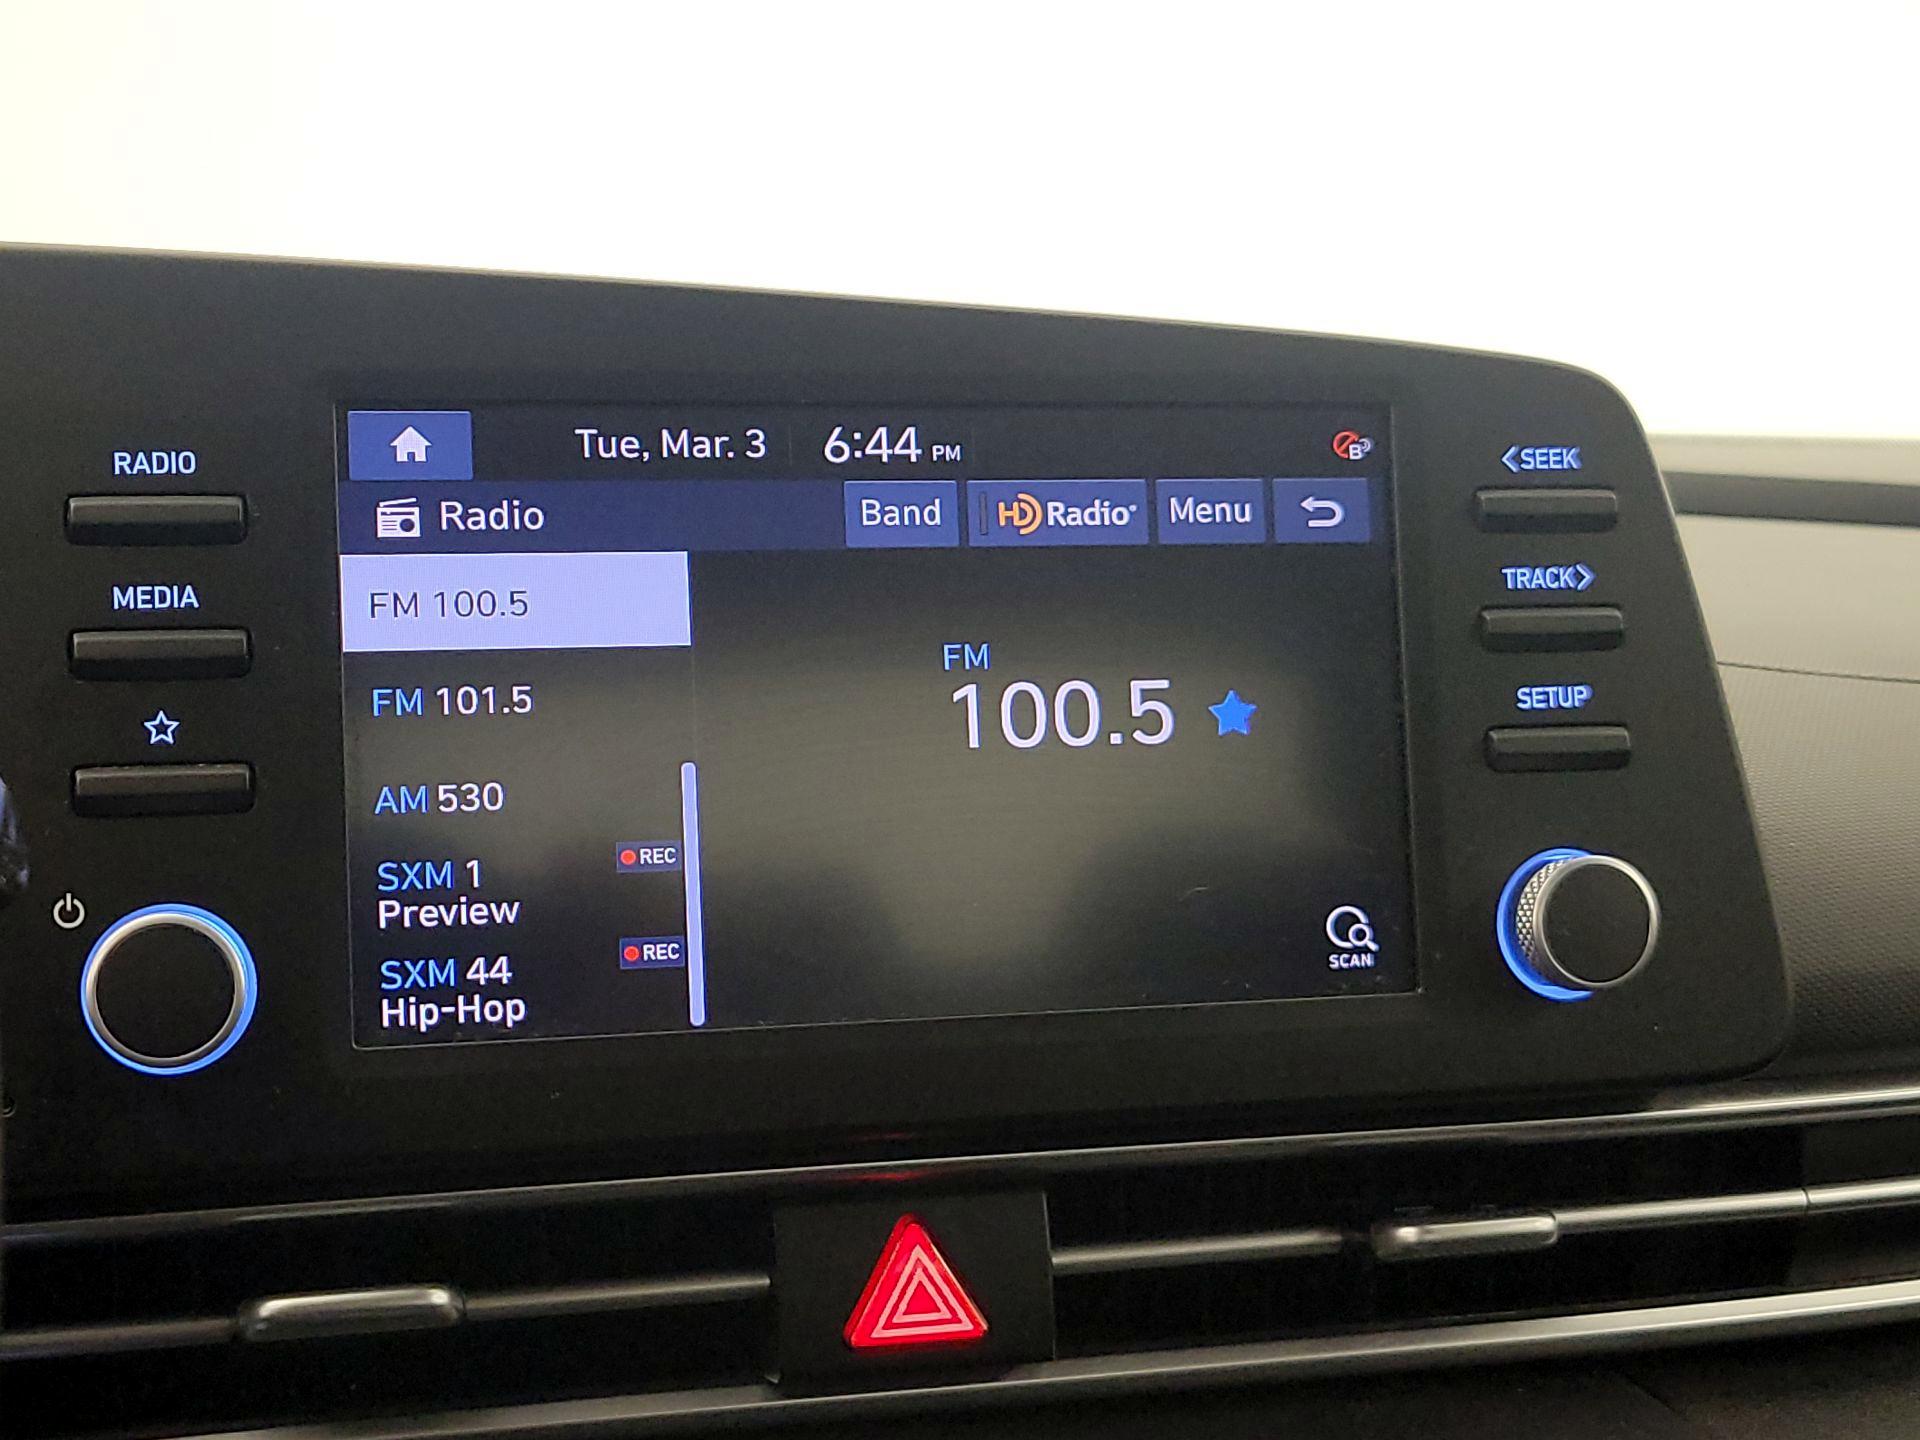 RADIO
MEDIA
Tue, Mar. 3 6:44 PM
B
Radio Band HD Radio Menu
FM 100.5
FM 101.5
AM 530
SXM 1 REC
Preview
SXM 44 REC
Hip-Hop
FM
100.5
SCAN
<SEEK
TRACK>
SETUP